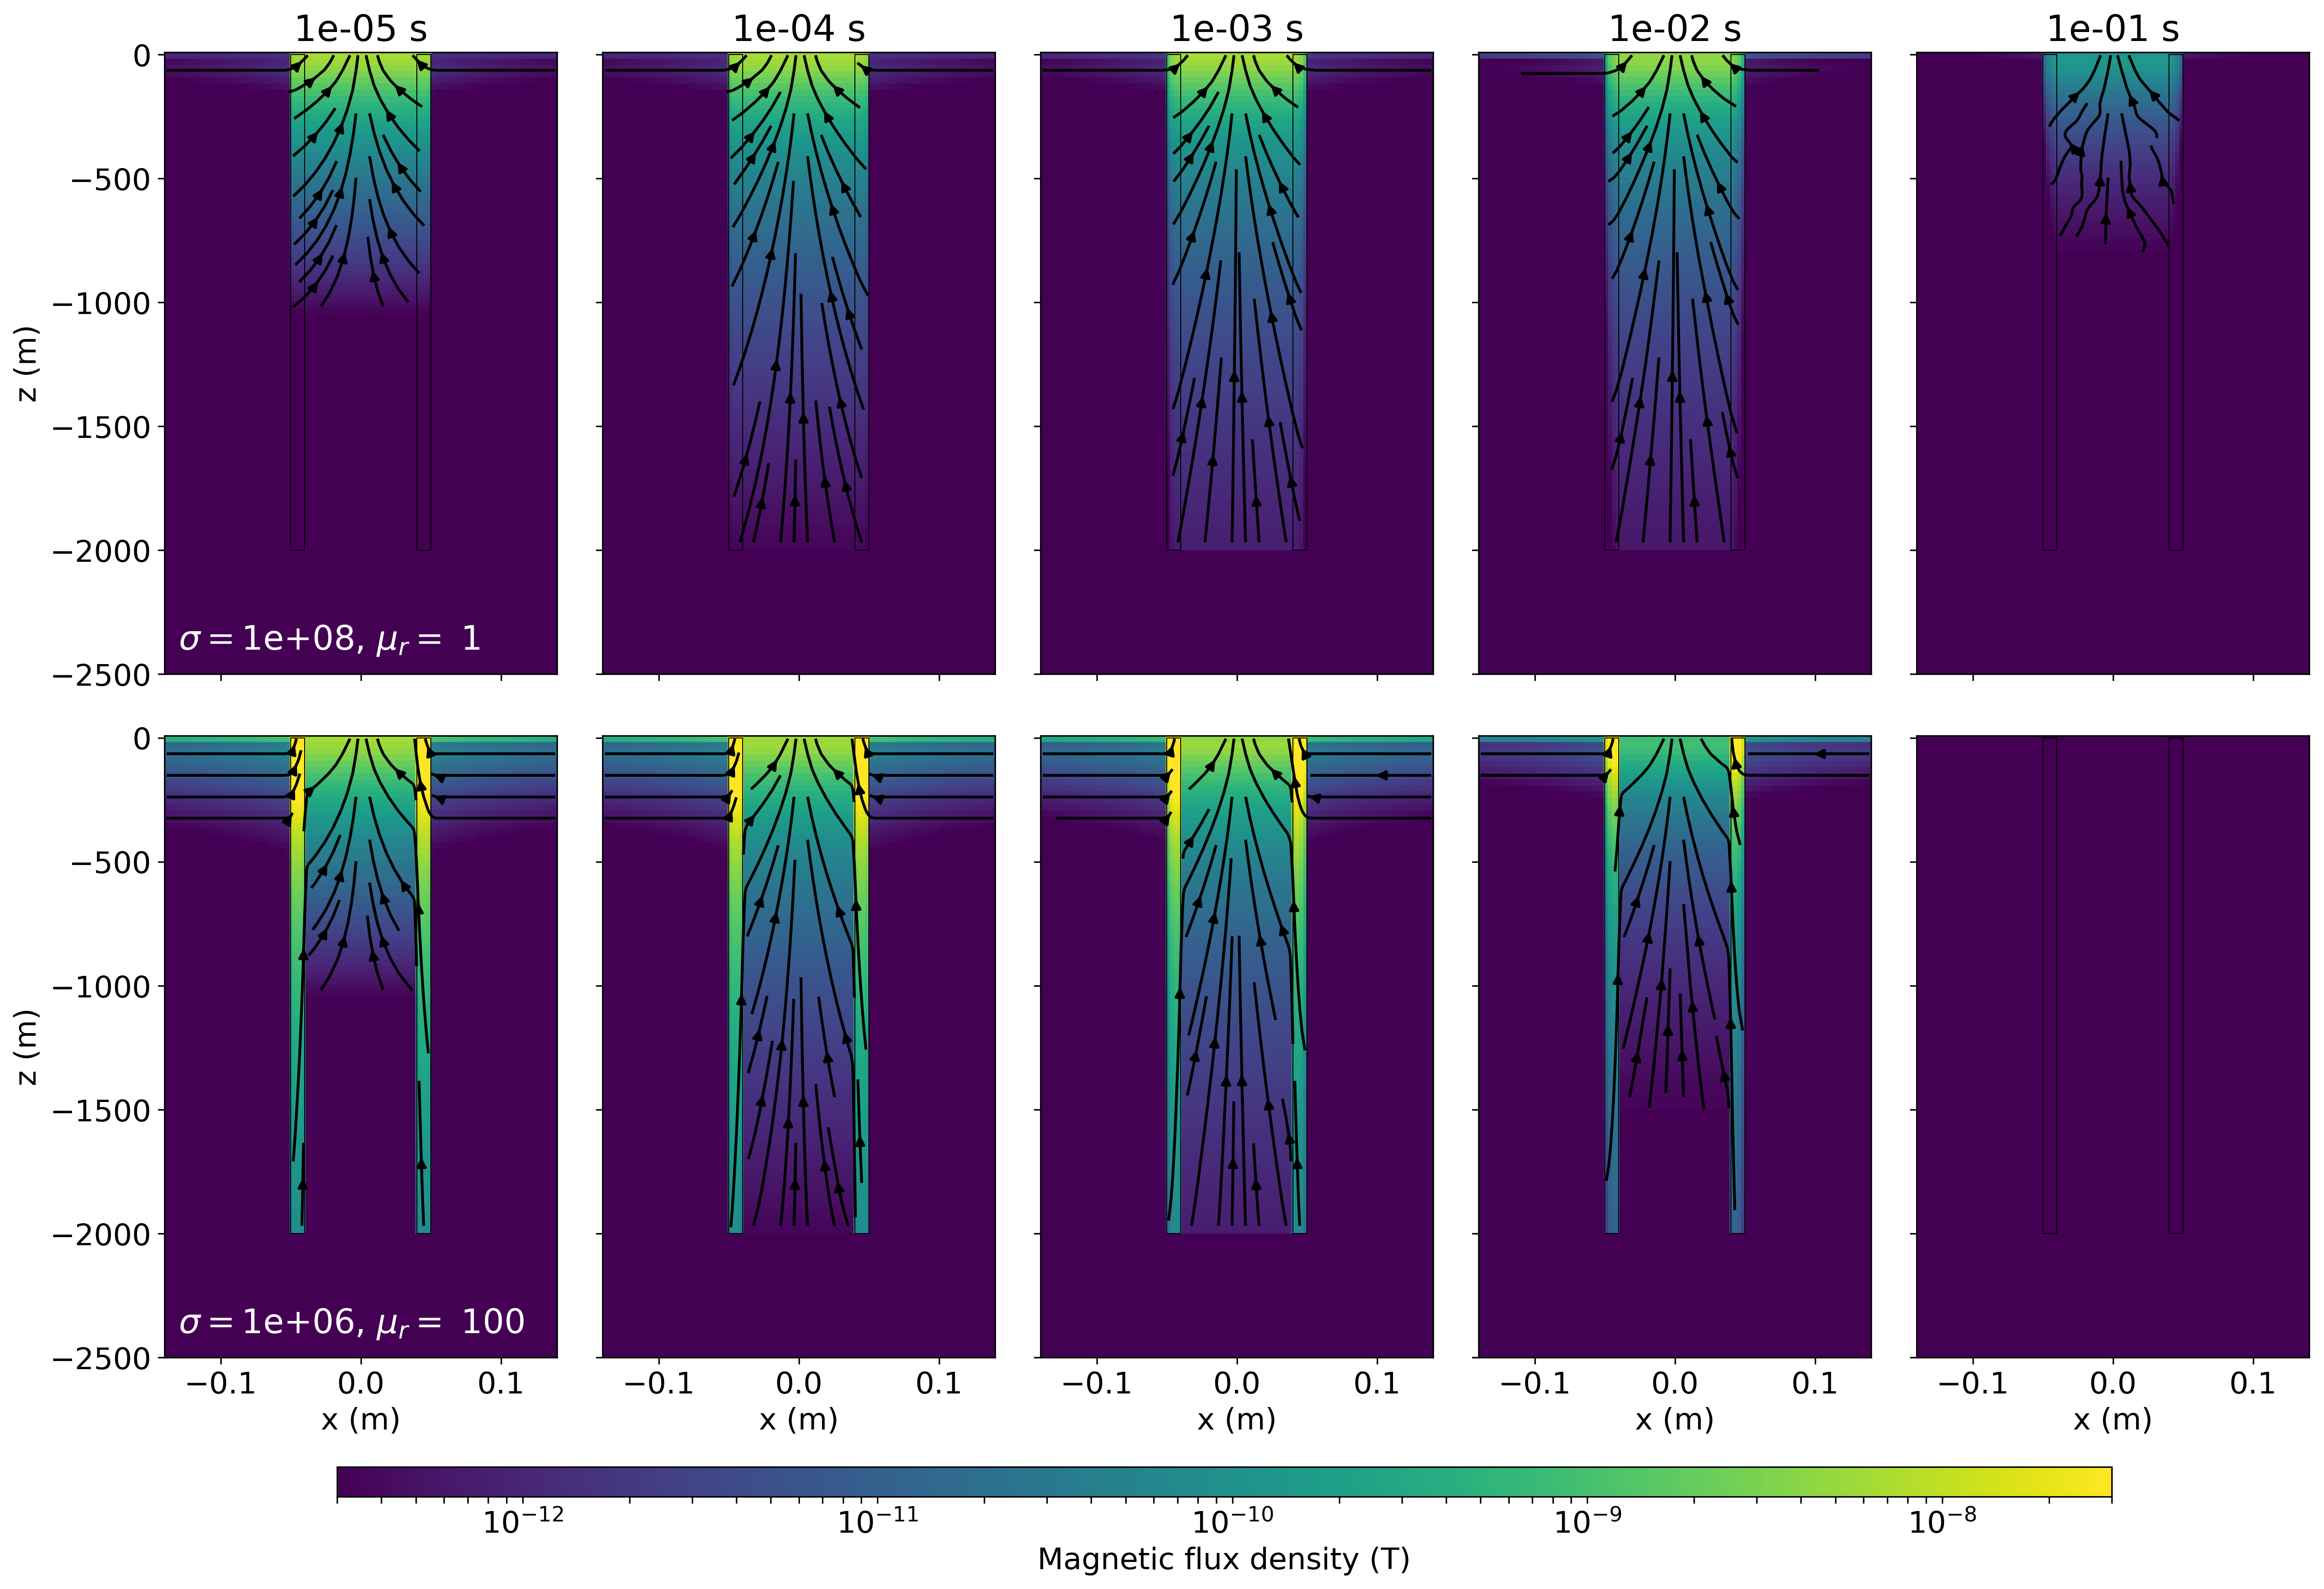 1e-05 s 1e-04 s 1e-03 s 1e-02 s 1e-01 s
0
−500
−1000
−1500
−2000
−2500
z (m)
σ = 1e+08, μr = 1
0
−500
−1000
−1500
−2000
−2500
z (m)
σ = 1e+06, μr = 100
−0.1 0.0 0.1 −0.1 0.0 0.1 −0.1 0.0 0.1 −0.1 0.0 0.1 −0.1 0.0 0.1
x (m) x (m) x (m) x (m) x (m)
10⁻¹² 10⁻¹¹ 10⁻¹⁰ 10⁻⁹ 10⁻⁸
Magnetic flux density (T)